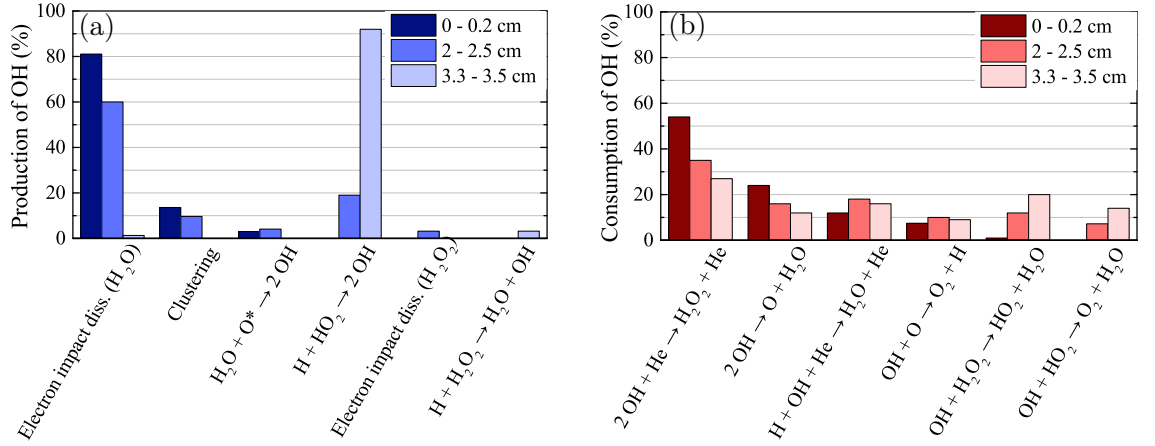 (a)
0 - 0.2 cm
2 - 2.5 cm
3.3 - 3.5 cm
Production of OH (%)
100
80
60
40
20
0
Electron impact diss. (H₂O)
Clustering
H₂O + O* → 2 OH
H + HO₂ → 2 OH
Electron impact diss. (H₂O₂)
H + H₂O₂ → H₂O + OH
(b)
0 - 0.2 cm
2 - 2.5 cm
3.3 - 3.5 cm
Consumption of OH (%)
100
80
60
40
20
0
2 OH + He → H₂O₂ + He
2 OH → O + H₂O
H + OH + He → H₂O + He
OH + O → O₂ + H
OH + H₂O₂ → HO₂ + H₂O
OH + HO₂ → O₂ + H₂O